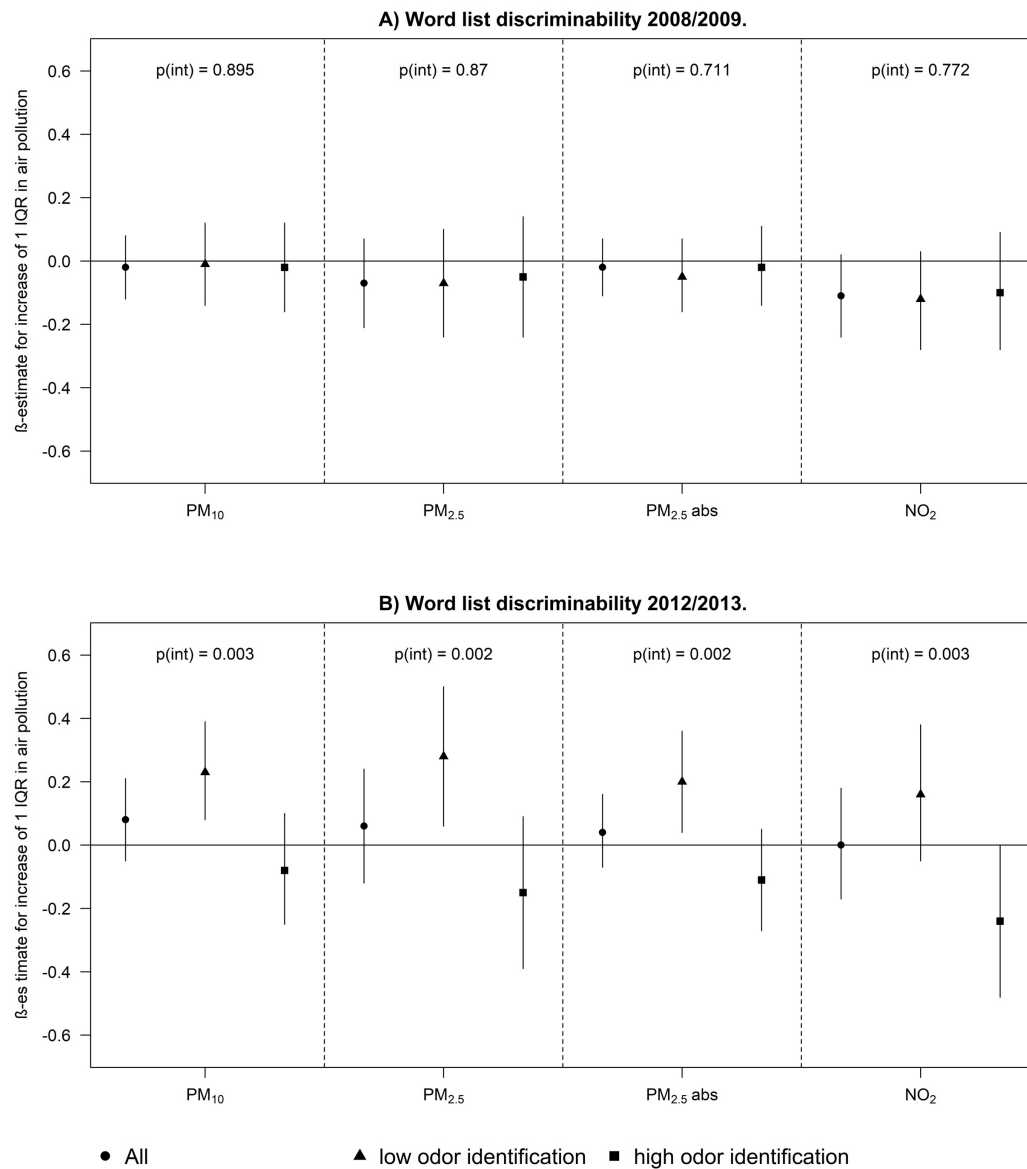 A) Word list discriminability 2008/2009.
p(int) = 0.895 p(int) = 0.87 p(int) = 0.711 p(int) = 0.772
ß-estimate for increase of 1 IQR in air pollution
0.6
0.4
0.2
0.0
-0.2
-0.4
-0.6
PM₁₀ PM₂.₅ PM₂.₅ abs NO₂
B) Word list discriminability 2012/2013.
p(int) = 0.003 p(int) = 0.002 p(int) = 0.002 p(int) = 0.003
ß-es timate for increase of 1 IQR in air pollution
0.6
0.4
0.2
0.0
-0.2
-0.4
-0.6
PM₁₀ PM₂.₅ PM₂.₅ abs NO₂
All low odor identification high odor identification